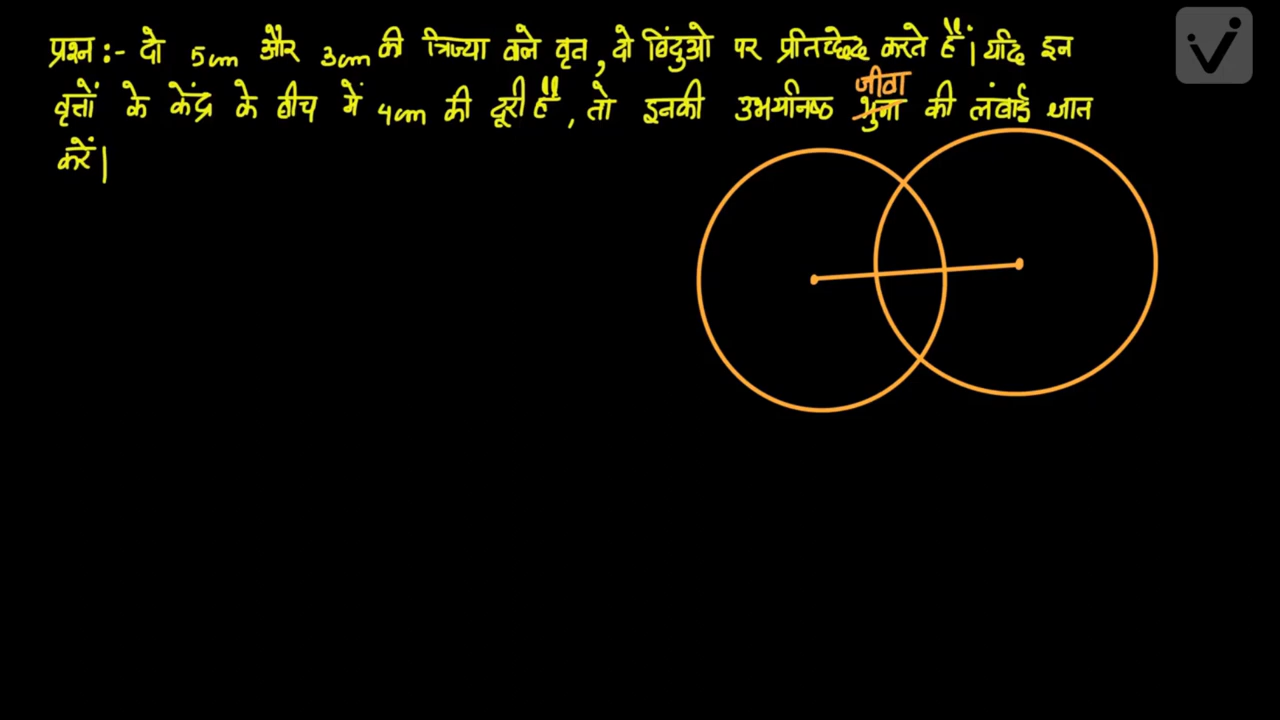 प्रश्न :- दो 5cm और 3cm की त्रिज्या वाले वृत, दो बिंदुओ पर प्रतिच्छेद करते हैं। यदि इन
जीवा
वृत्तों के केंद्र के बीच में 4cm की दूरी हैं, तो इनकी उभयनिष्ठ भुजा की लंबाई ज्ञात
करें।